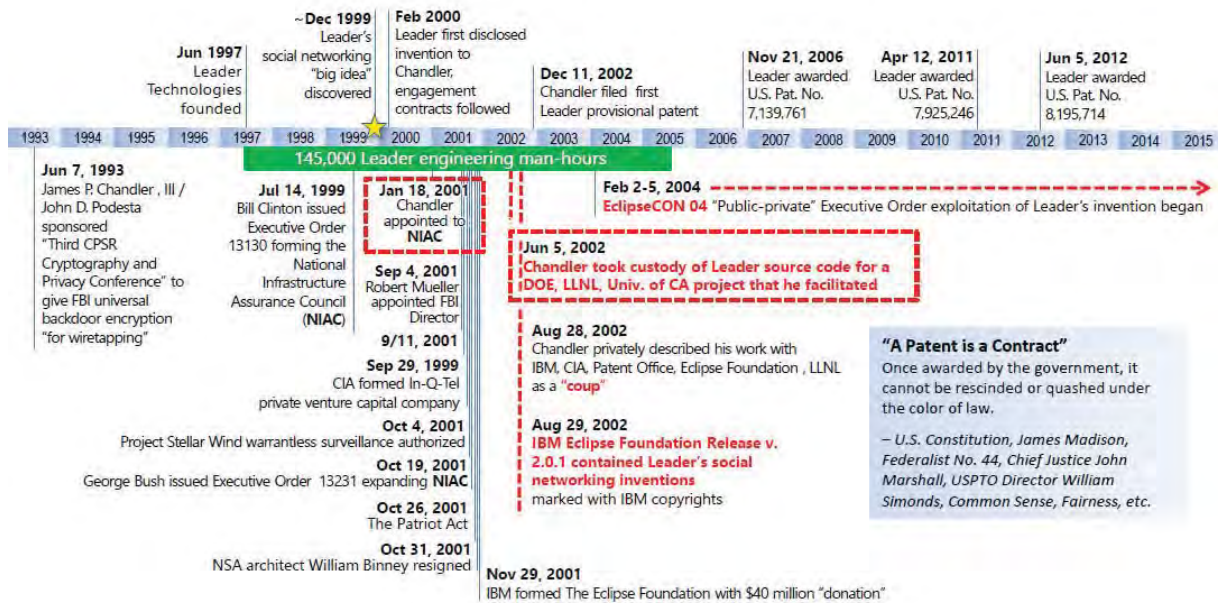 ~Dec 1999
Leader's
social networking
"big idea"
discovered
Feb 2000
Leader first disclosed
invention to
Chandler,
engagement
contracts followed
Jun 1997
Leader
Technologies
founded
Dec 11, 2002
Chandler filed first
Leader provisional patent
Nov 21, 2006
Leader awarded
U.S. Pat. No.
7,139,761
Apr 12, 2011
Leader awarded
U.S. Pat. No.
7,925,246
Jun 5, 2012
Leader awarded
U.S. Pat. No.
8,195,714
1993 1994 1995 1996 1997 1998 1999 2000 2001 2002 2003 2004 2005 2006 2007 2008 2009 2010 2011 2012 2013 2014 2015
145,000 Leader engineering man-hours
Jun 7, 1993
James P. Chandler , III /
John D. Podesta
sponsored
"Third CPSR
Cryptography and
Privacy Conference" to
give FBI universal
backdoor encryption
"for wiretapping"
Jul 14, 1999
Bill Clinton issued
Executive Order
13130 forming the
National
Infrastructure
Assurance Council
(NIAC)
Jan 18, 2001
Chandler
appointed to
NIAC
Sep 4, 2001
Robert Mueller
appointed FBI
Director
9/11, 2001
Sep 29, 1999
CIA formed In-Q-Tel
private venture capital company
Oct 4, 2001
Project Stellar Wind warrantless surveillance authorized
Oct 19, 2001
George Bush issued Executive Order 13231 expanding NIAC
Oct 26, 2001
The Patriot Act
Oct 31, 2001
NSA architect William Binney resigned
Nov 29, 2001
IBM formed The Eclipse Foundation with $40 million "donation"
Feb 2-5, 2004
EclipseCON 04 "Public-private" Executive Order exploitation of Leader's invention began
Jun 5, 2002
Chandler took custody of Leader source code for a
DOE, LLNL, Univ. of CA project that he facilitated
Aug 28, 2002
Chandler privately described his work with
IBM, CIA, Patent Office, Eclipse Foundation , LLNL
as a "coup"
Aug 29, 2002
IBM Eclipse Foundation Release v.
2.0.1 contained Leader's social
networking inventions
marked with IBM copyrights
"A Patent is a Contract"
Once awarded by the government, it
cannot be rescinded or quashed under
the color of law.
– U.S. Constitution, James Madison,
Federalist No. 44, Chief Justice John
Marshall, USPTO Director William
Simonds, Common Sense, Fairness, etc.